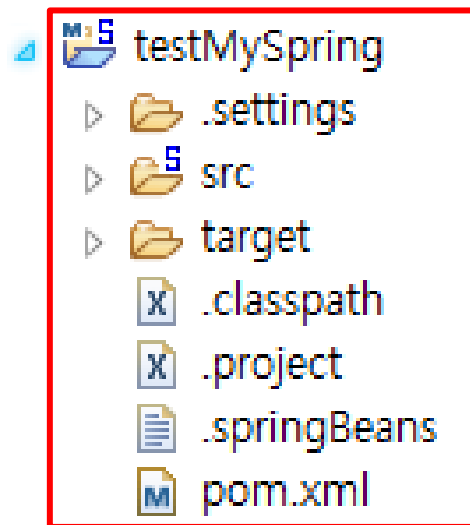 testMySpring
.settings
src
target
.classpath
.project
.springBeans
pom.xml